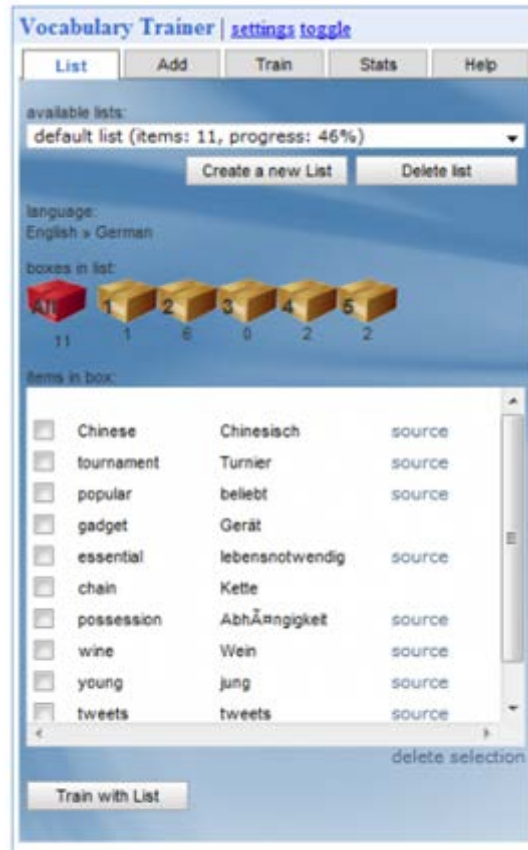 Vocabulary Trainer | settings toggle
List Add Train Stats Help
available lists:
default list (items: 11, progress: 46%)
Create a new List Delete list
language:
English » German
boxes in list:
All 1 2 3 4 5
11 1 6 0 2 2
items in box:
Chinese Chinesisch source
tournament Turnier source
popular beliebt source
gadget Gerät
essential lebensnotwendig source
chain Kette
possession AbhÃ¤ngigkeit source
wine Wein source
young jung source
tweets tweets source
delete selection
Train with List